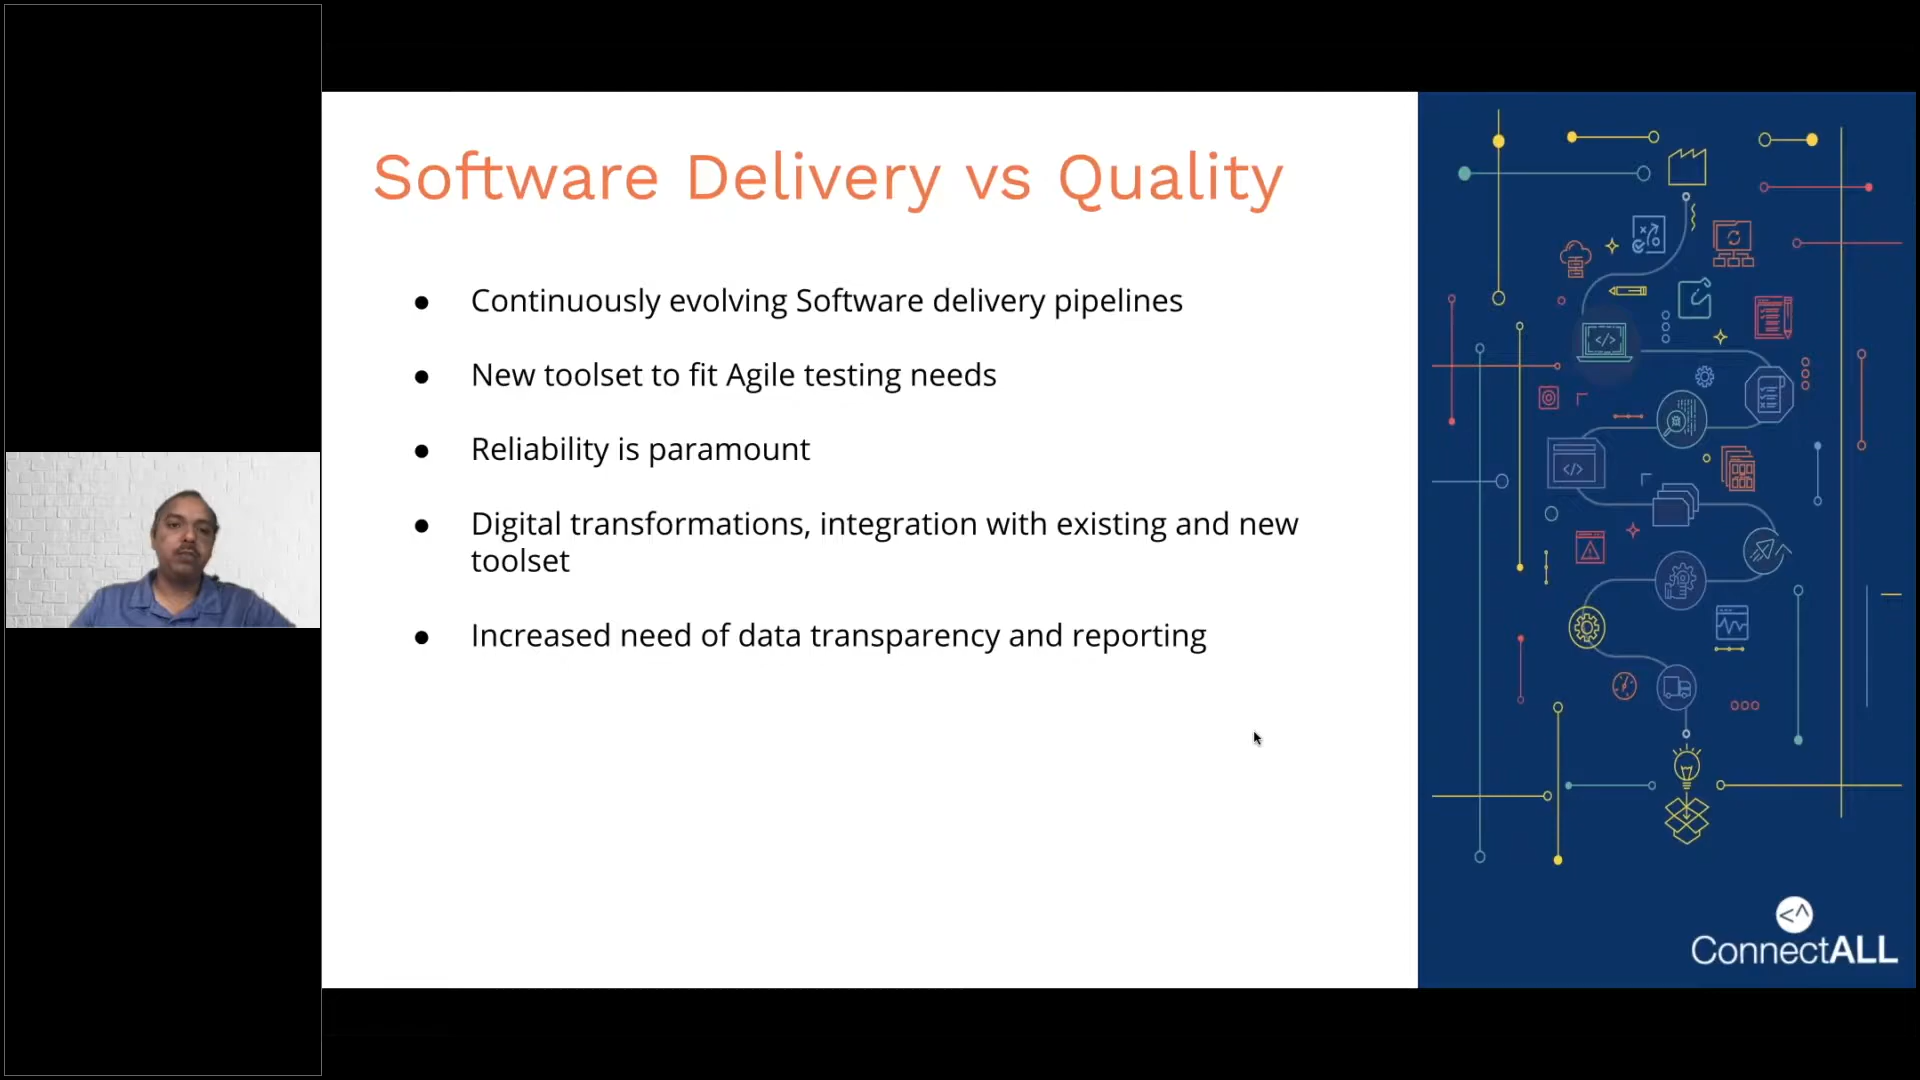 Software Delivery vs Quality
● Continuously evolving Software delivery pipelines
● New toolset to fit Agile testing needs
● Reliability is paramount
● Digital transformations, integration with existing and new
toolset
● Increased need of data transparency and reporting
ConnectALL